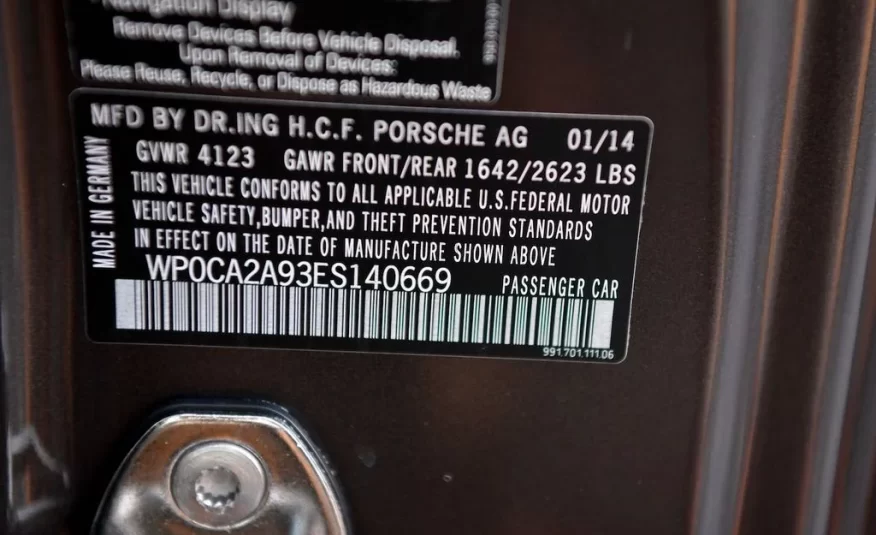 Navigation Display
Remove Devices Before Vehicle Disposal.
Upon Removal of Devices:
Please Reuse, Recycle, or Dispose as Hazardous Waste
MFD BY DR.ING H.C.F. PORSCHE AG 01/14
GVWR 4123 GAWR FRONT/REAR 1642/2623 LBS
THIS VEHICLE CONFORMS TO ALL APPLICABLE U.S.FEDERAL MOTOR
VEHICLE SAFETY,BUMPER,AND THEFT PREVENTION STANDARDS
IN EFFECT ON THE DATE OF MANUFACTURE SHOWN ABOVE
MADE IN GERMANY
WP0CA2A93ES140669 PASSENGER CAR
991.701.111.06